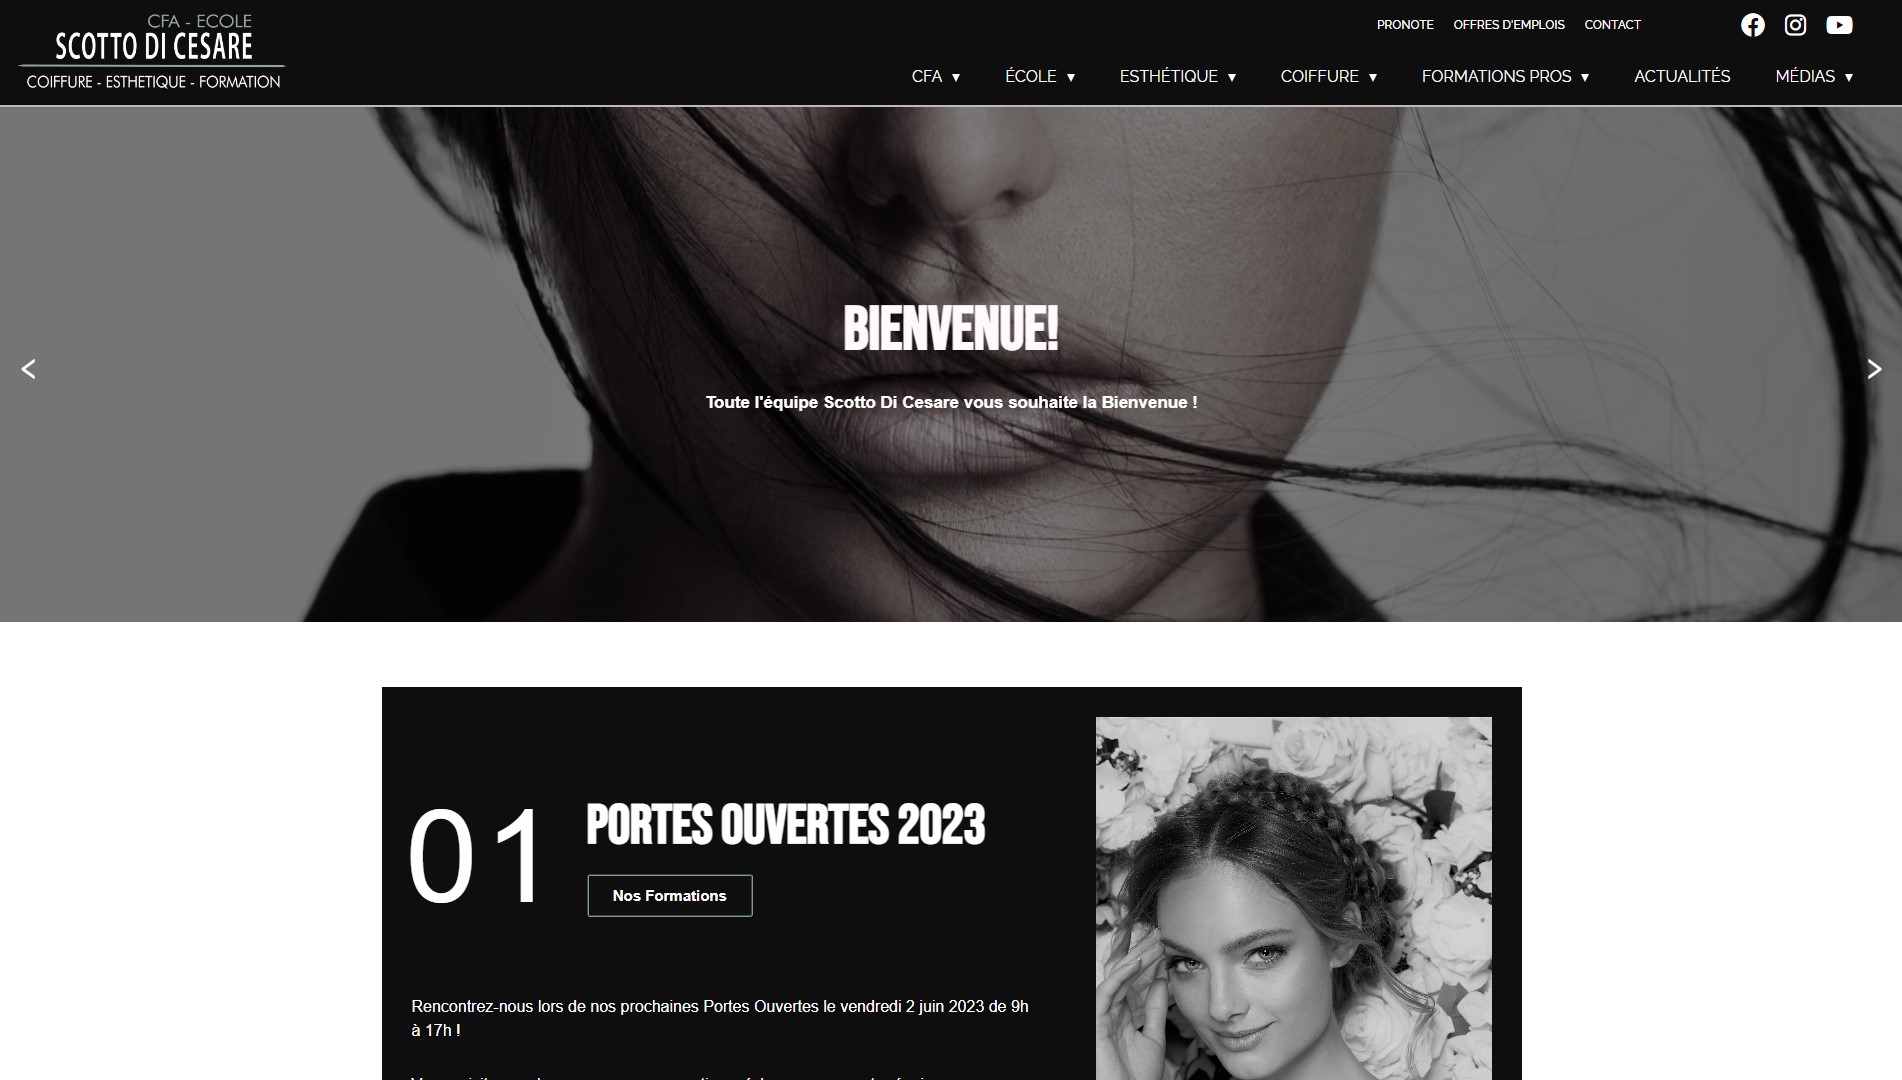 CFA - ECOLE
SCOTTO DI CESARE
COIFFURE - ESTHETIQUE - FORMATION
PRONOTE OFFRES D'EMPLOIS CONTACT
CFA ▼ ÉCOLE ▼ ESTHÉTIQUE ▼ COIFFURE ▼ FORMATIONS PROS ▼ ACTUALITÉS MÉDIAS ▼
BIENVENUE!
Toute l'équipe Scotto Di Cesare vous souhaite la Bienvenue !
01
PORTES OUVERTES 2023
Nos Formations
Rencontrez-nous lors de nos prochaines Portes Ouvertes le vendredi 2 juin 2023 de 9h
à 17h !